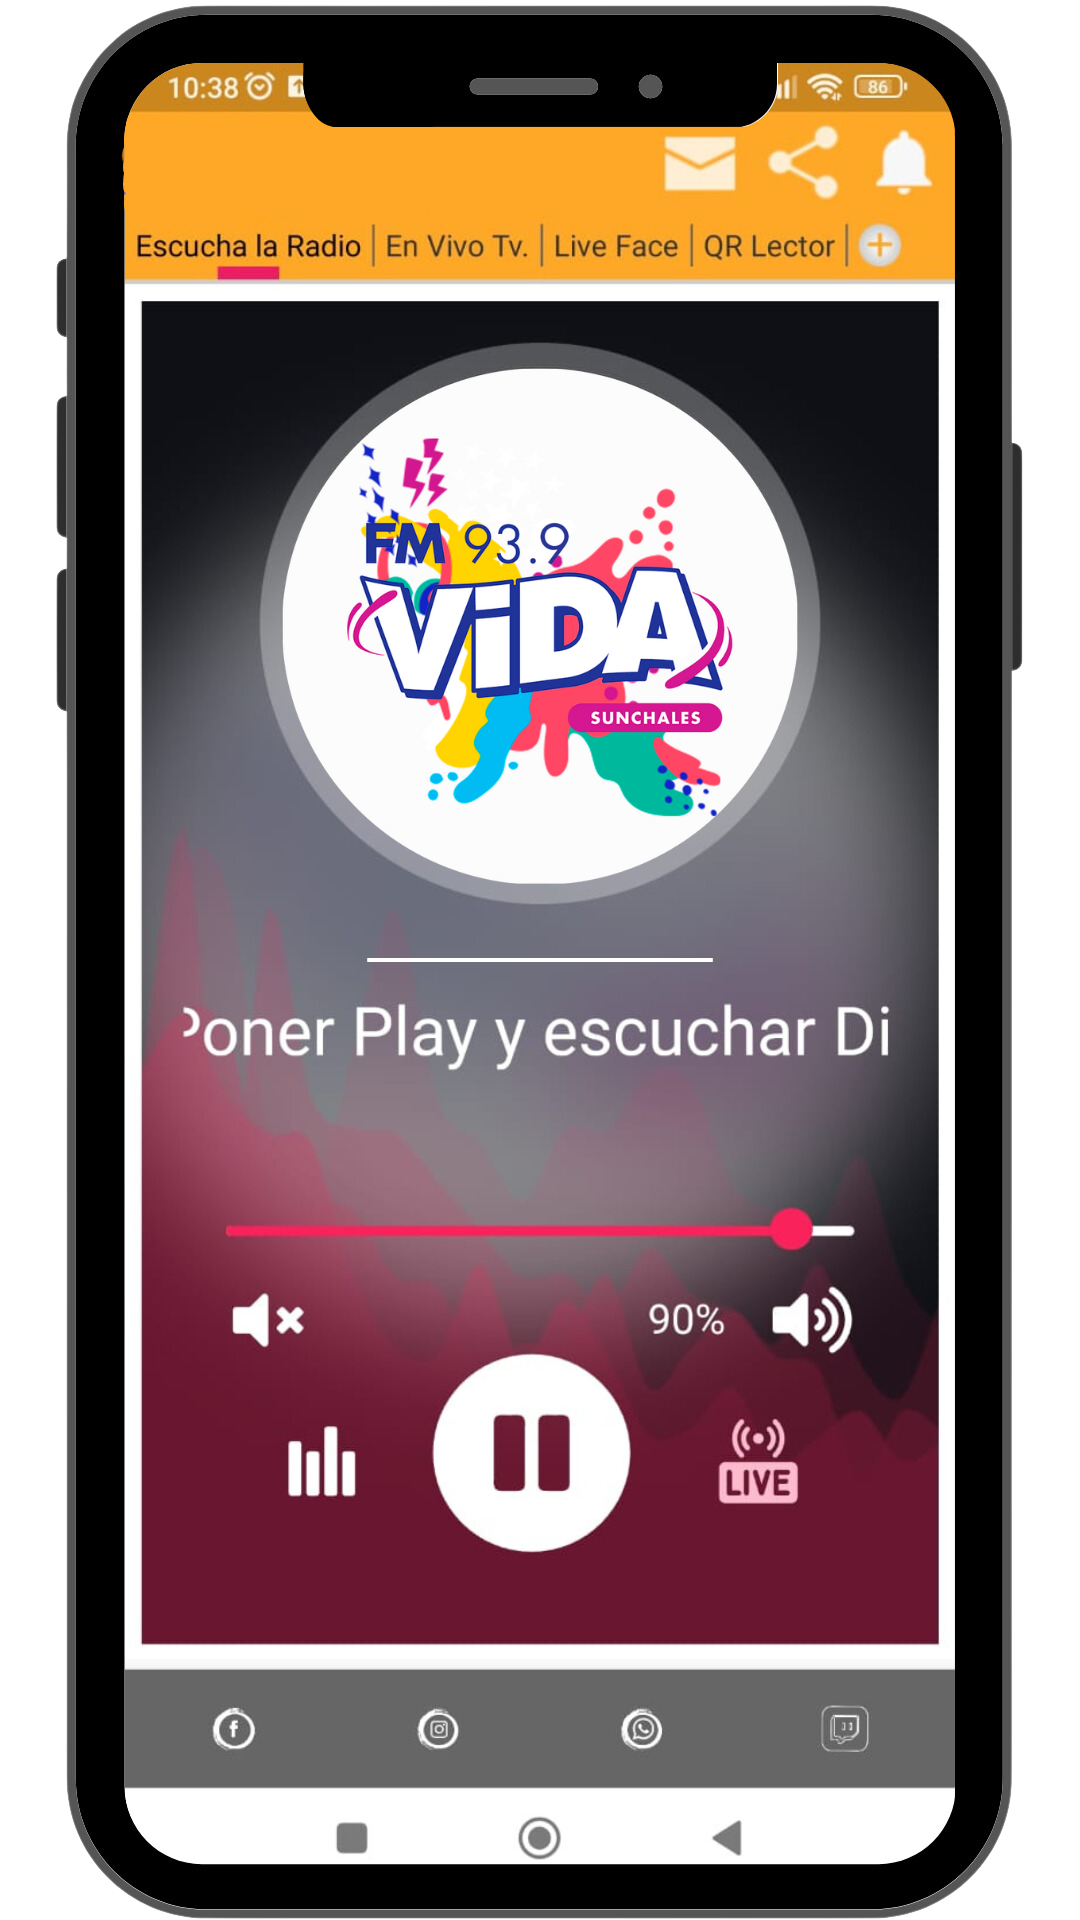 10:38
86
Escucha la Radio
En Vivo Tv.
Live Face
QR Lector
FM 93.9
ViDA
SUNCHALES
Poner Play y escuchar Di
90%
LIVE